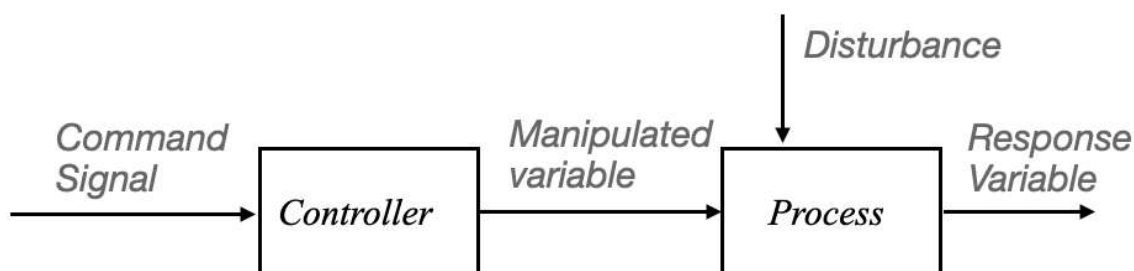 Disturbance
Command
Signal
Manipulated
variable
Response
Variable
Controller
Process